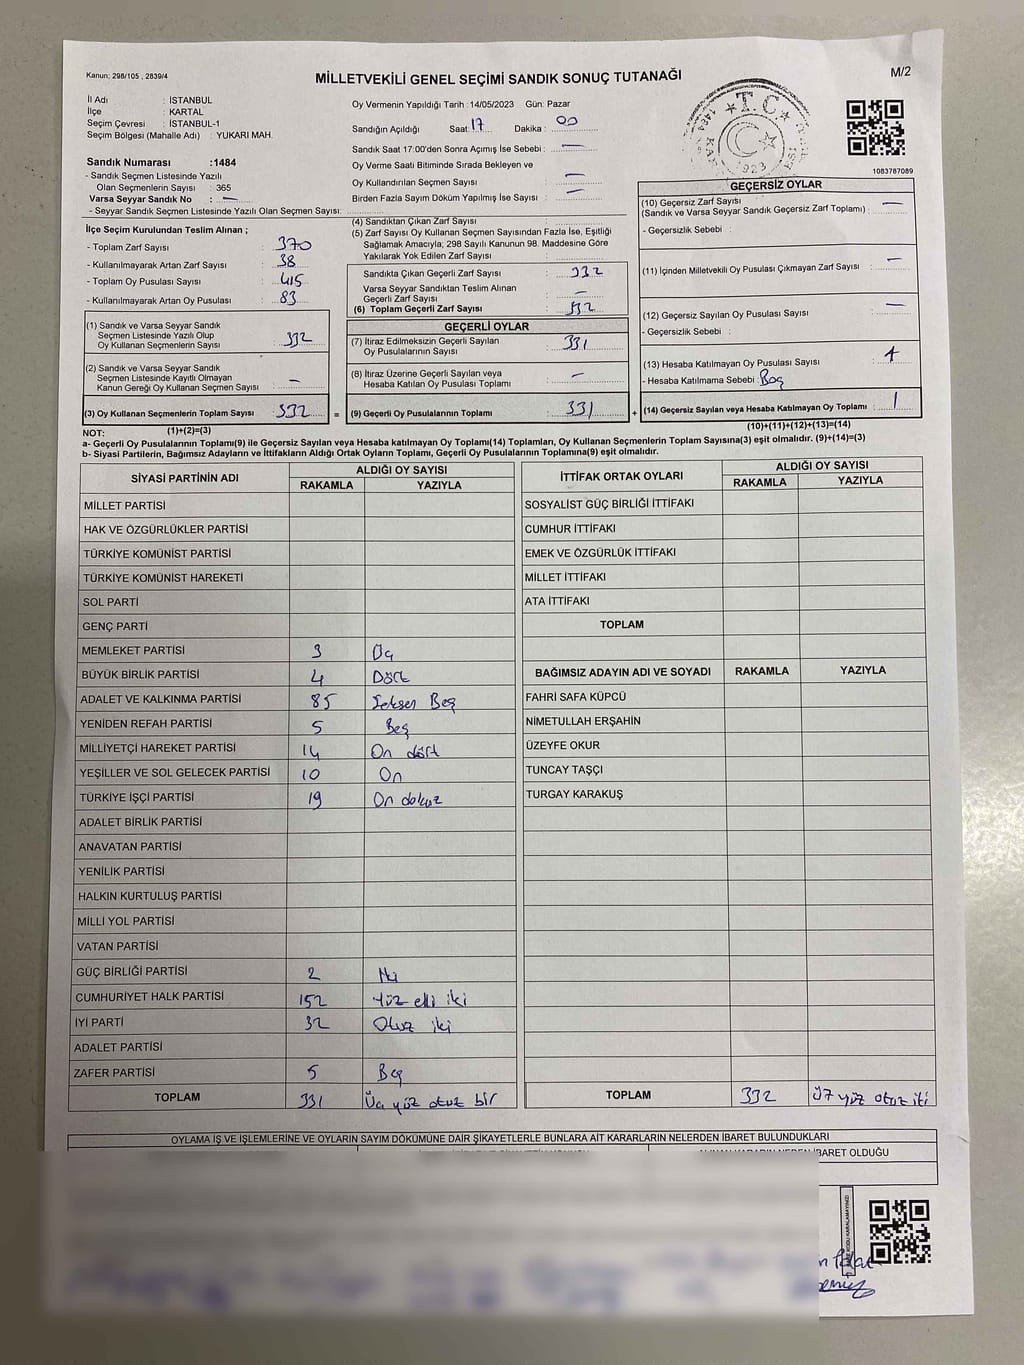 Kanun: 298/105 , 2839/4
MİLLETVEKİLİ GENEL SEÇİMİ SANDIK SONUÇ TUTANAĞI
M/2
İl Adı : İSTANBUL
İlçe : KARTAL
Seçim Çevresi : İSTANBUL-1
Seçim Bölgesi (Mahalle Adı) : YUKARI MAH.
Sandık Numarası :1484
- Sandık Seçmen Listesinde Yazılı
Olan Seçmenlerin Sayısı : 365
Varsa Seyyar Sandık No : —
- Seyyar Sandık Seçmen Listesinde Yazılı Olan Seçmen Sayısı:
Oy Vermenin Yapıldığı Tarih :14/05/2023 Gün: Pazar
Sandığın Açıldığı Saat: 17 Dakika : 00
Sandık Saat 17:00'den Sonra Açımış İse Sebebi : —
Oy Verme Saati Bitiminde Sırada Bekleyen ve
Oy Kullandırılan Seçmen Sayısı : —
Birden Fazla Sayım Döküm Yapılmış İse Sayısı : —
T.C.
1923
1083787089
İlçe Seçim Kurulundan Teslim Alınan ;
- Toplam Zarf Sayısı : 370
- Kullanılmayarak Artan Zarf Sayısı : 38
- Toplam Oy Pusulası Sayısı : 415
- Kullanılmayarak Artan Oy Pusulası : 83
(1) Sandık ve Varsa Seyyar Sandık
Seçmen Listesinde Yazılı Olup
Oy Kullanan Seçmenlerin Sayısı : 332
(2) Sandık ve Varsa Seyyar Sandık
Seçmen Listesinde Kayıtlı Olmayan
Kanun Gereği Oy Kullanan Seçmen Sayısı : —
(3) Oy Kullanan Seçmenlerin Toplam Sayısı : 332 =
(1)+(2)=(3)
(4) Sandıktan Çıkan Zarf Sayısı :
(5) Zarf Sayısı Oy Kullanan Seçmen Sayısından Fazla İse, Eşitliği
Sağlamak Amacıyla; 298 Sayılı Kanunun 98. Maddesine Göre
Yakılarak Yok Edilen Zarf Sayısı :
Sandıkta Çıkan Geçerli Zarf Sayısı : 332
Varsa Seyyar Sandıktan Teslim Alınan
Geçerli Zarf Sayısı : —
(6) Toplam Geçerli Zarf Sayısı : 332
GEÇERLİ OYLAR
(7) İtiraz Edilmeksizin Geçerli Sayılan
Oy Pusulalarının Sayısı : 331
(8) İtiraz Üzerine Geçerli Sayılan veya
Hesaba Katılan Oy Pusulası Toplamı : —
(9) Geçerli Oy Pusulalarının Toplamı : 331 +
GEÇERSİZ OYLAR
(10) Geçersiz Zarf Sayısı
(Sandık ve Varsa Seyyar Sandık Geçersiz Zarf Toplamı) : —
- Geçersizlik Sebebi :
(11) İçinden Milletvekili Oy Pusulası Çıkmayan Zarf Sayısı : —
(12) Geçersiz Sayılan Oy Pusulası Sayısı : —
- Geçersizlik Sebebi :
(13) Hesaba Katılmayan Oy Pusulası Sayısı : 1
- Hesaba Katılmama Sebebi : Boş
(14) Geçersiz Sayılan veya Hesaba Katılmayan Oy Toplamı : 1
(10)+(11)+(12)+(13)=(14)
NOT:
a- Geçerli Oy Pusulalarının Toplamı(9) ile Geçersiz Sayılan veya Hesaba katılmayan Oy Toplamı(14) Toplamları, Oy Kullanan Seçmenlerin Toplam Sayısına(3) eşit olmalıdır. (9)+(14)=(3)
b- Siyasi Partilerin, Bağımsız Adayların ve İttifakların Aldığı Ortak Oyların Toplamı, Geçerli Oy Pusulalarının Toplamına(9) eşit olmalıdır.
SİYASİ PARTİNİN ADI ALDIĞI OY SAYISI
RAKAMLA YAZIYLA
MİLLET PARTİSİ
HAK VE ÖZGÜRLÜKLER PARTİSİ
TÜRKİYE KOMÜNİST PARTİSİ
TÜRKİYE KOMÜNİST HAREKETİ
SOL PARTİ
GENÇ PARTİ
MEMLEKET PARTİSİ 3 Üç
BÜYÜK BİRLİK PARTİSİ 4 Dört
ADALET VE KALKINMA PARTİSİ 85 Seksen Beş
YENİDEN REFAH PARTİSİ 5 Beş
MİLLİYETÇİ HAREKET PARTİSİ 14 On dört
YEŞİLLER VE SOL GELECEK PARTİSİ 10 On
TÜRKİYE İŞÇİ PARTİSİ 19 On dokuz
ADALET BİRLİK PARTİSİ
ANAVATAN PARTİSİ
YENİLİK PARTİSİ
HALKIN KURTULUŞ PARTİSİ
MİLLİ YOL PARTİSİ
VATAN PARTİSİ
GÜÇ BİRLİĞİ PARTİSİ 2 İki
CUMHURİYET HALK PARTİSİ 152 Yüz elli iki
İYİ PARTİ 32 Otuz iki
ADALET PARTİSİ
ZAFER PARTİSİ 5 Beş
TOPLAM 331 Üç yüz otuz bir
İTTİFAK ORTAK OYLARI ALDIĞI OY SAYISI
RAKAMLA YAZIYLA
SOSYALİST GÜÇ BİRLİĞİ İTTİFAKI
CUMHUR İTTİFAKI
EMEK VE ÖZGÜRLÜK İTTİFAKI
MİLLET İTTİFAKI
ATA İTTİFAKI
TOPLAM
BAĞIMSIZ ADAYIN ADI VE SOYADI RAKAMLA YAZIYLA
FAHRİ SAFA KÜPCÜ
NİMETULLAH ERŞAHİN
ÜZEYFE OKUR
TUNCAY TAŞÇI
TURGAY KARAKUŞ
TOPLAM 332 Üç yüz otuz iki
OYLAMA İŞ VE İŞLEMLERİNE VE OYLARIN SAYIM DÖKÜMÜNE DAİR ŞİKAYETLERLE BUNLARA AİT KARARLARIN NELERDEN İBARET BULUNDUKLARI
İBARET OLDUĞU